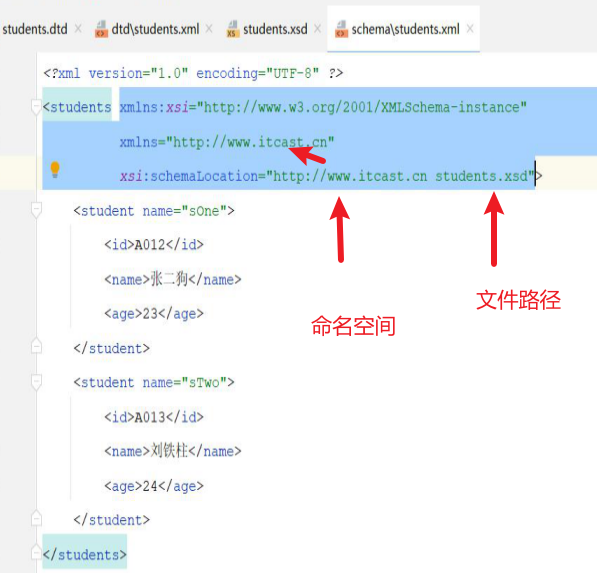 students.dtd dtd\students.xml students.xsd schema\students.xml
<?xml version="1.0" encoding="UTF-8" ?>
<students xmlns:xsi="http://www.w3.org/2001/XMLSchema-instance"
xmlns="http://www.itcast.cn"
xsi:schemaLocation="http://www.itcast.cn students.xsd">
<student name="sOne">
<id>A012</id>
<name>张二狗</name>
<age>23</age>
</student>
命名空间
文件路径
<student name="sTwo">
<id>A013</id>
<name>刘铁柱</name>
<age>24</age>
</student>
</students>